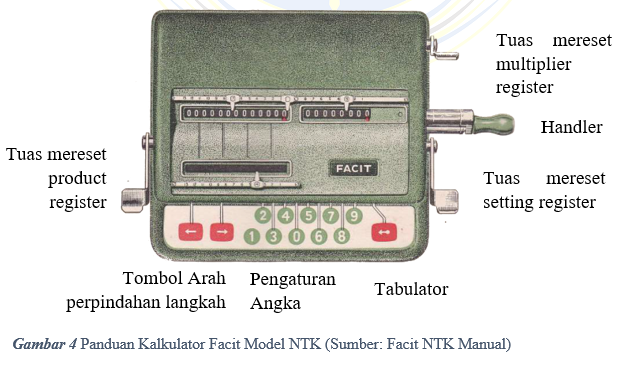 Tuas mereset
multiplier
register
Handler
Tuas mereset
product
register
Tuas mereset
setting register
FACIT
2 4 5 7 9
1 3 0 6 8
Tombol Arah
perpindahan langkah
Pengaturan
Angka
Tabulator
Gambar 4 Panduan Kalkulator Facit Model NTK (Sumber: Facit NTK Manual)